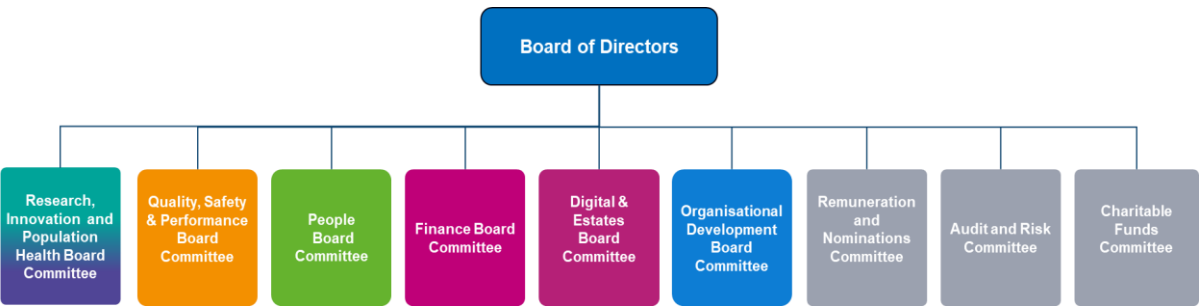 Board of Directors
Research,
Innovation and
Population
Health Board
Committee
Quality, Safety
& Performance
Board
Committee
People
Board
Committee
Finance Board
Committee
Digital &
Estates
Board
Committee
Organisational
Development
Board
Committee
Remuneration
and
Nominations
Committee
Audit and Risk
Committee
Charitable
Funds
Committee